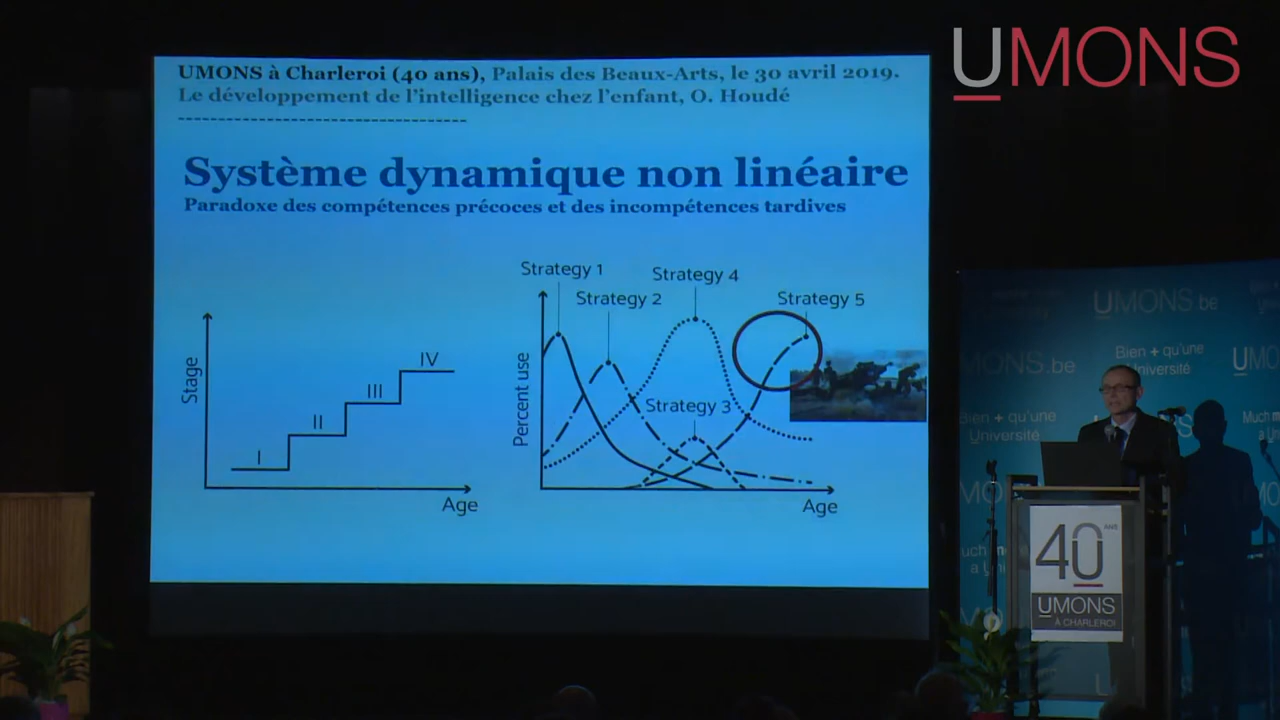 UMONS
UMONS à Charleroi (40 ans), Palais des Beaux-Arts, le 30 avril 2019.
Le développement de l'intelligence chez l'enfant, O. Houdé
----------------------------------
Système dynamique non linéaire
Paradoxe des compétences précoces et des incompétences tardives
Stage
I
II
III
IV
Age
Percent use
Strategy 1
Strategy 2
Strategy 4
Strategy 5
Strategy 3
Age
UMONS.be
MONS.be
Bien + qu'une
Université
UMO
Bien + qu'une
Université
Much
a U
40 ANS
UMONS
À CHARLEROI